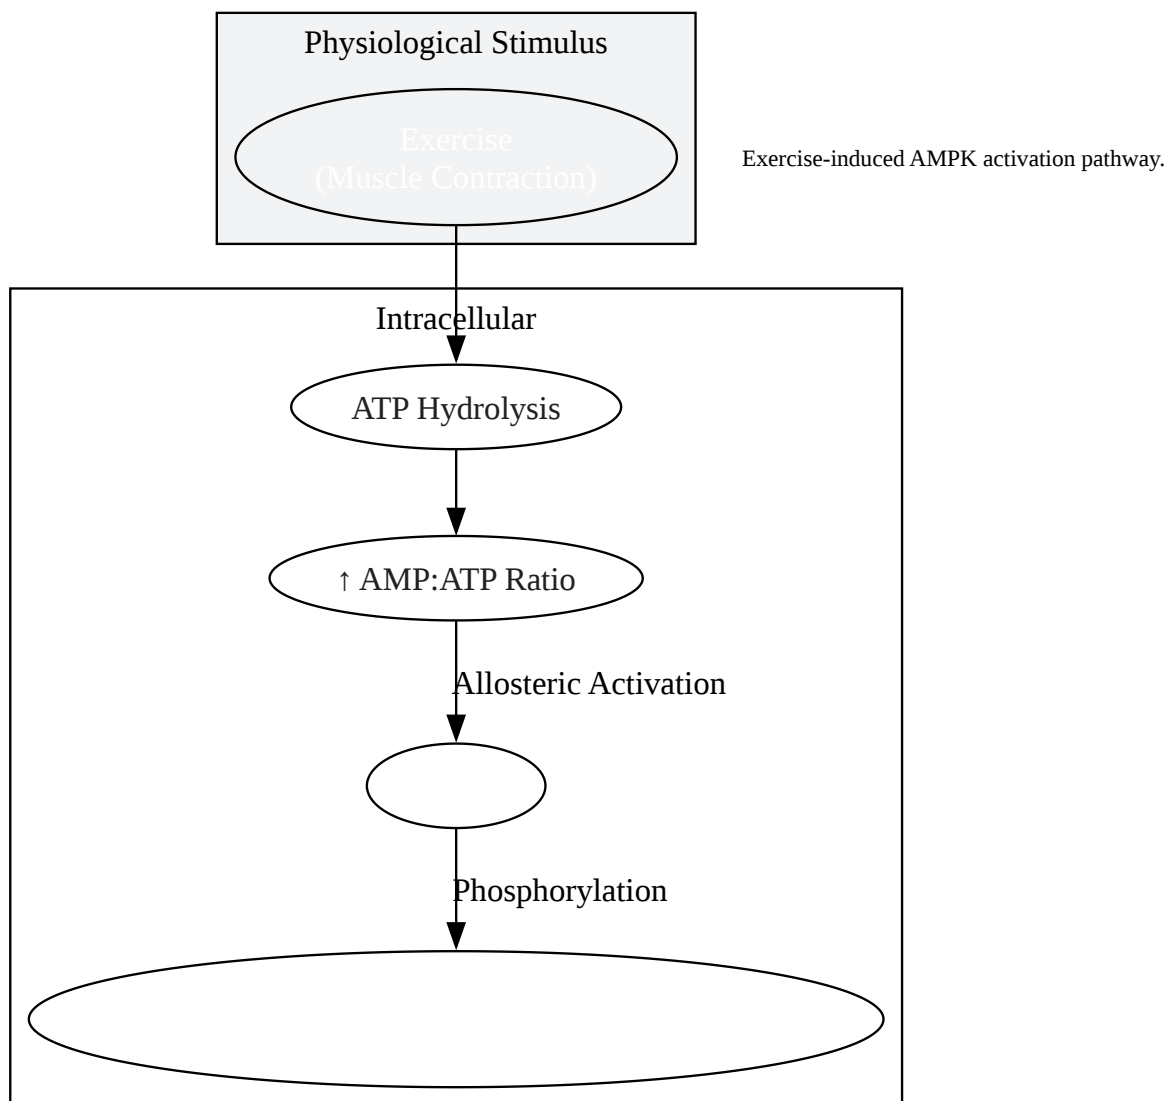 Physiological Stimulus
Exercise
(Muscle Contraction)
Exercise-induced AMPK activation pathway.
Intracellular
ATP Hydrolysis
↑ AMP:ATP Ratio
Allosteric Activation
Phosphorylation